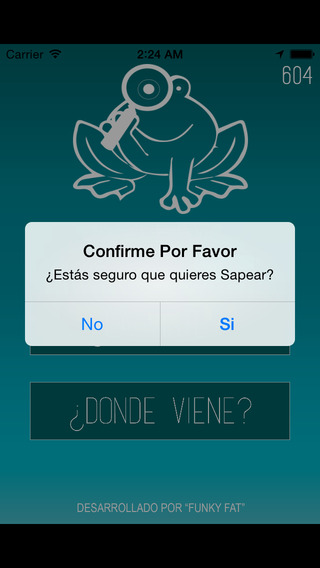 Carrier 2:24 AM
604
Confirme Por Favor
¿Estás seguro que quieres Sapear?
No Si
¿DONDE VIENE?
DESARROLLADO POR "FUNKY FAT"